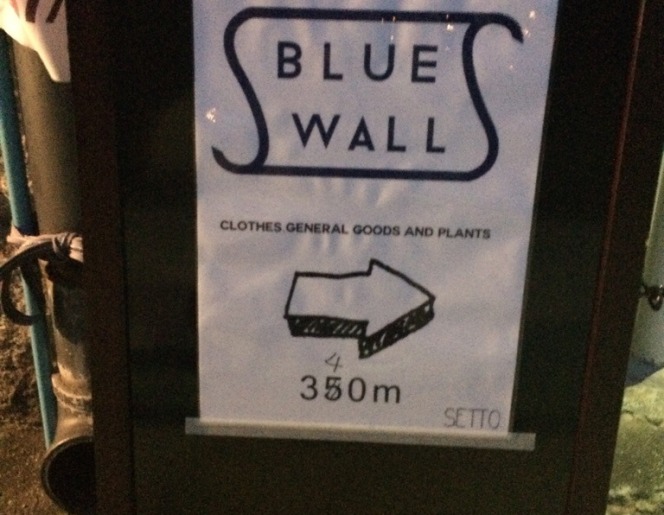 BLUE
WALL
CLOTHES GENERAL GOODS AND PLANTS
4
350m
SETTO